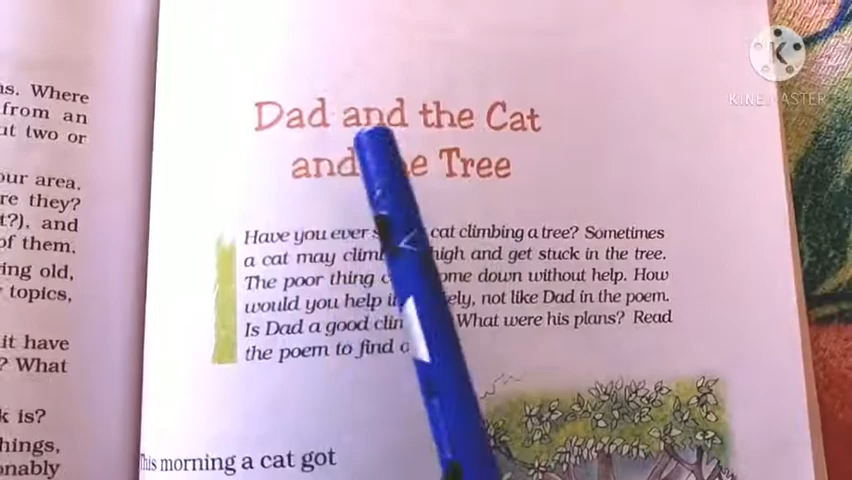 as. Where
from an
ut two or
our area.
re they?
t?), and
of them.
ring old,
topics,
it have
? What
k is?
hings,
onably
Dad and the Cat
and Tree
Have you ever cat climbing a tree? Sometimes
a cat may high and get stuck in the tree.
The poor thing down without help. How
would you help not like Dad in the poem.
Is Dad a good What were his plans? Read
the poem to find
This morning a cat got
KINEMASTER
K